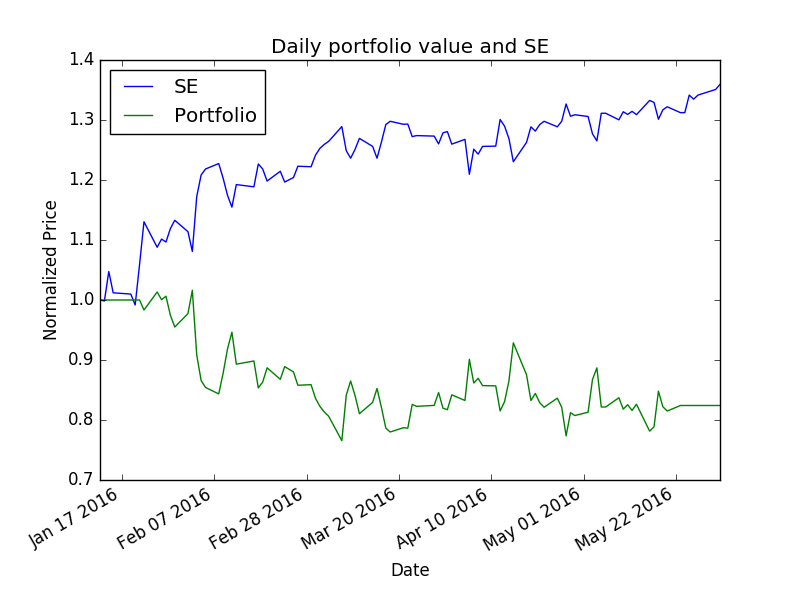 Daily portfolio value and SE
1.4
1.3
1.2
1.1
1.0
0.9
0.8
0.7
Normalized Price
SE
Portfolio
Jan 17 2016
Feb 07 2016
Feb 28 2016
Mar 20 2016
Apr 10 2016
May 01 2016
May 22 2016
Date